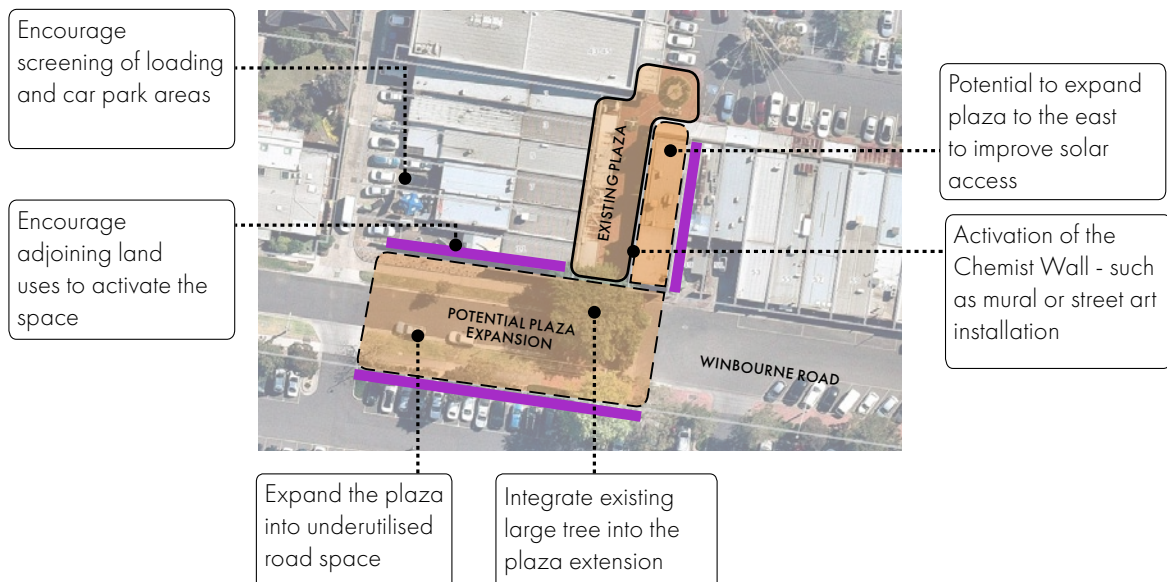 Encourage
screening of loading
and car park areas
Encourage
adjoining land
uses to activate the
space
EXISTING PLAZA
POTENTIAL PLAZA
EXPANSION
WINBOURNE ROAD
Potential to expand
plaza to the east
to improve solar
access
Activation of the
Chemist Wall - such
as mural or street art
installation
Expand the plaza
into underutilised
road space
Integrate existing
large tree into the
plaza extension